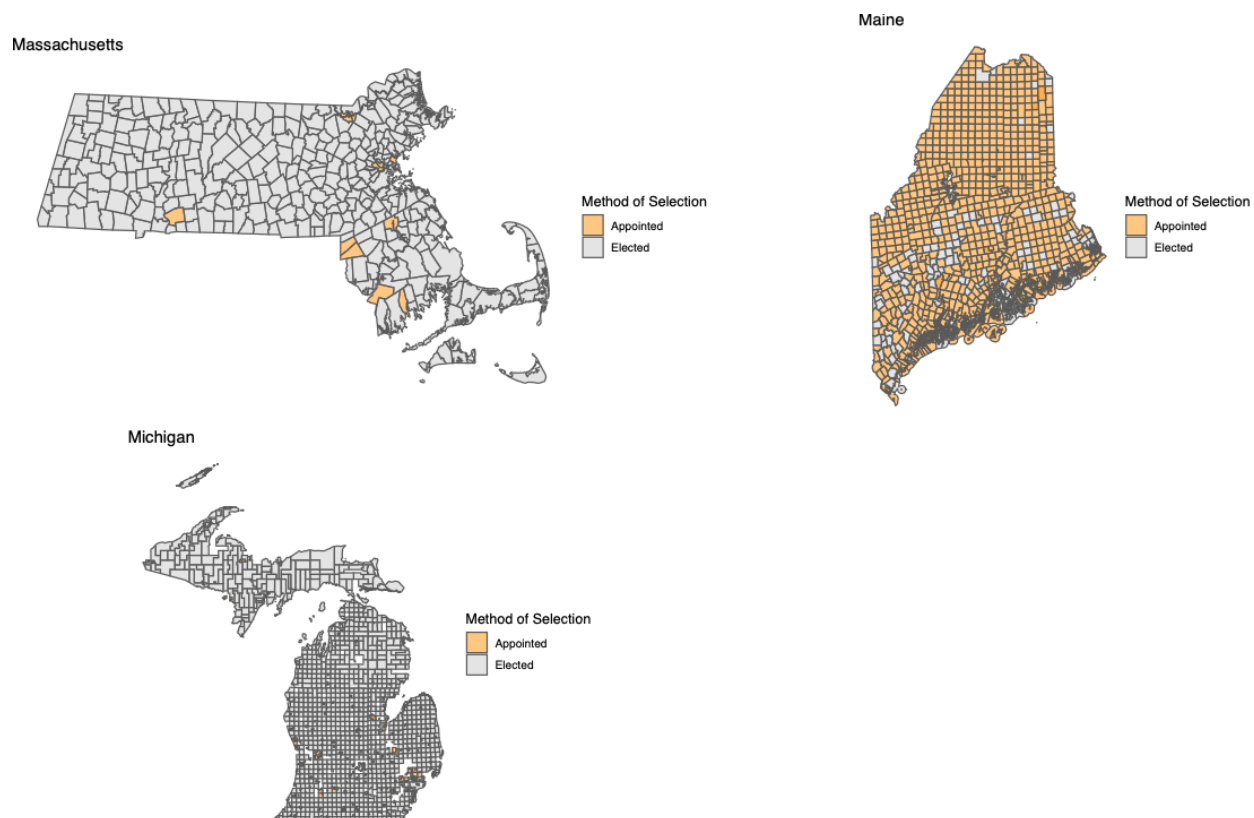 Massachusetts
Method of Selection
Appointed
Elected
Maine
Method of Selection
Appointed
Elected
Michigan
Method of Selection
Appointed
Elected